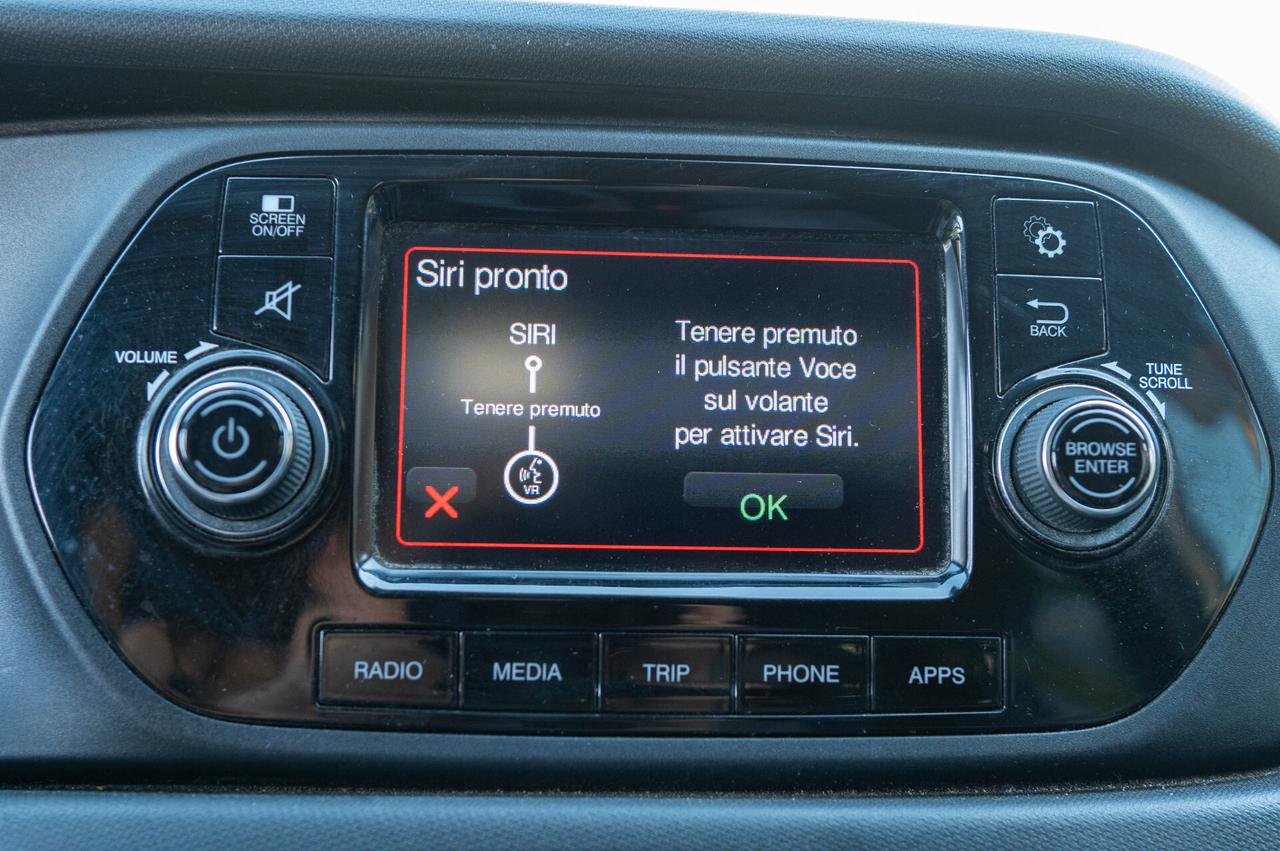 SCREEN
ON/OFF
VOLUME
Siri pronto
SIRI
Tenere premuto
VR
Tenere premuto
il pulsante Voce
sul volante
per attivare Siri.
OK
BACK
TUNE
SCROLL
BROWSE
ENTER
RADIO
MEDIA
TRIP
PHONE
APPS